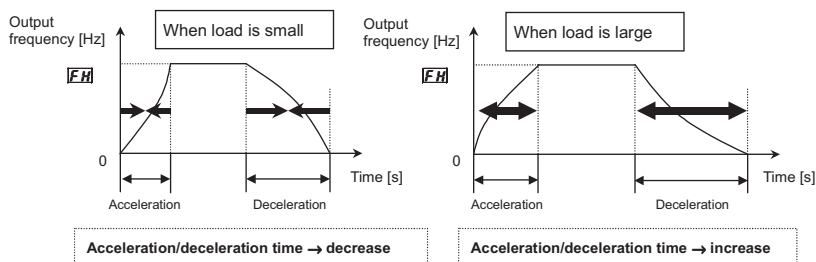 Output
frequency [Hz]
When load is small
FH
0
Time [s]
Acceleration
Deceleration
Acceleration/deceleration time → decrease
Output
frequency [Hz]
When load is large
FH
0
Time [s]
Acceleration
Deceleration
Acceleration/deceleration time → increase